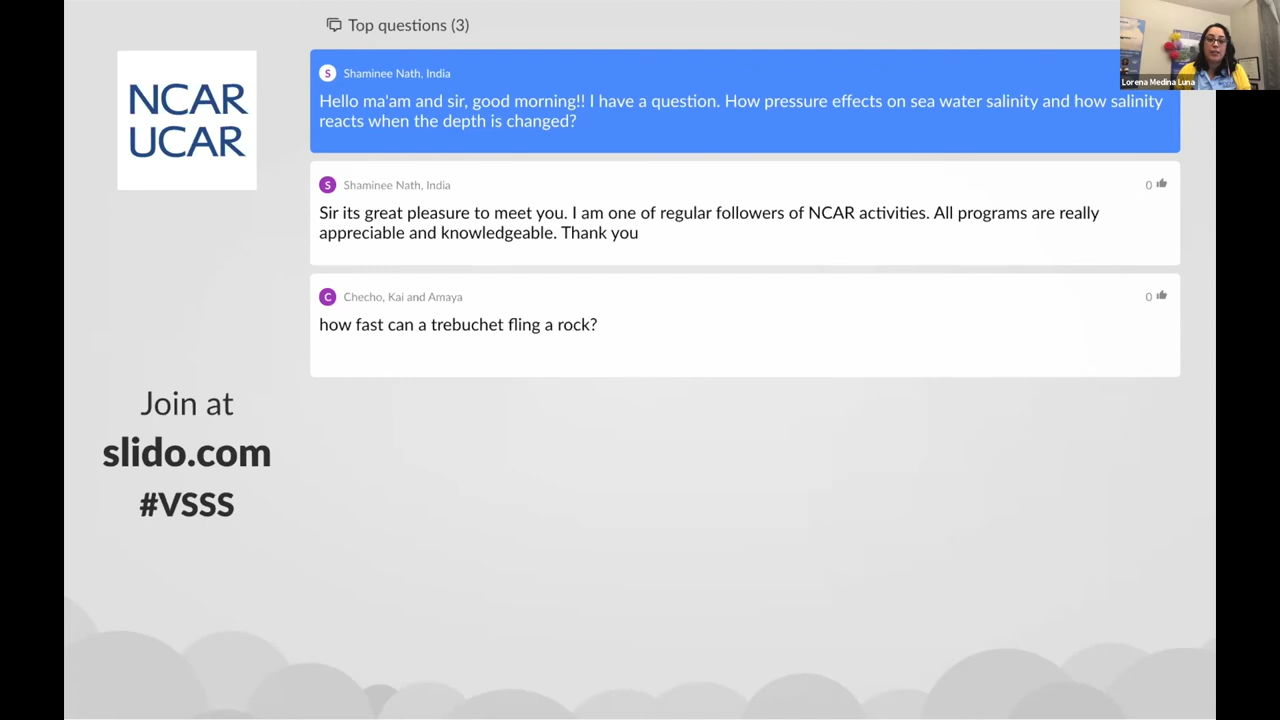 Top questions (3)
NCAR
UCAR
S Shaminee Nath, India
Hello ma'am and sir, good morning!! I have a question. How pressure effects on sea water salinity and how salinity
reacts when the depth is changed?
S Shaminee Nath, India 0
Sir its great pleasure to meet you. I am one of regular followers of NCAR activities. All programs are really
appreciable and knowledgeable. Thank you
C Checho, Kai and Amaya 0
how fast can a trebuchet fling a rock?
Join at
slido.com
#VSSS
Lorena Medina Luna